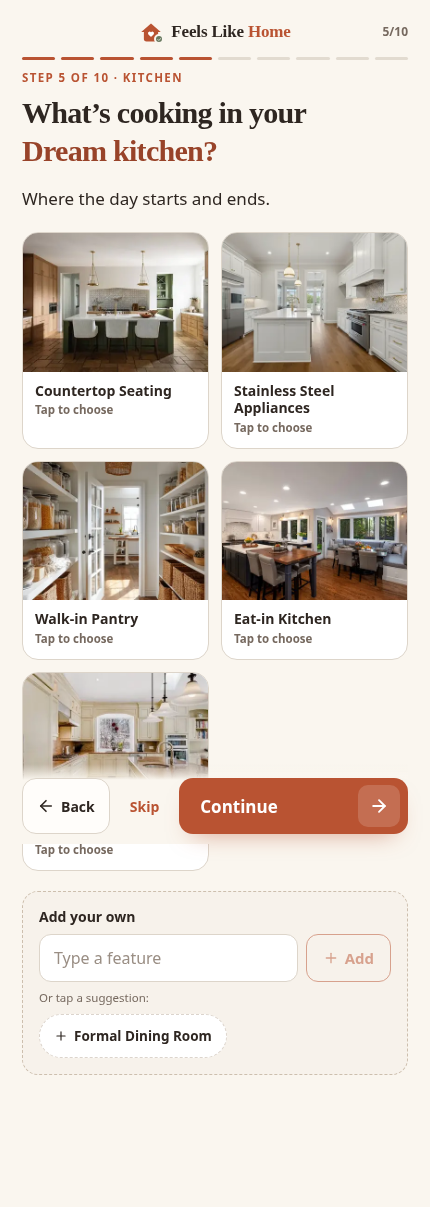 Feels Like Home
5/10
STEP 5 OF 10 · KITCHEN
What’s cooking in your
Dream kitchen?
Where the day starts and ends.
Countertop Seating
Tap to choose
Stainless Steel
Appliances
Tap to choose
Walk-in Pantry
Tap to choose
Eat-in Kitchen
Tap to choose
Back
Skip
Continue
Tap to choose
Add your own
Type a feature
+ Add
Or tap a suggestion:
+ Formal Dining Room